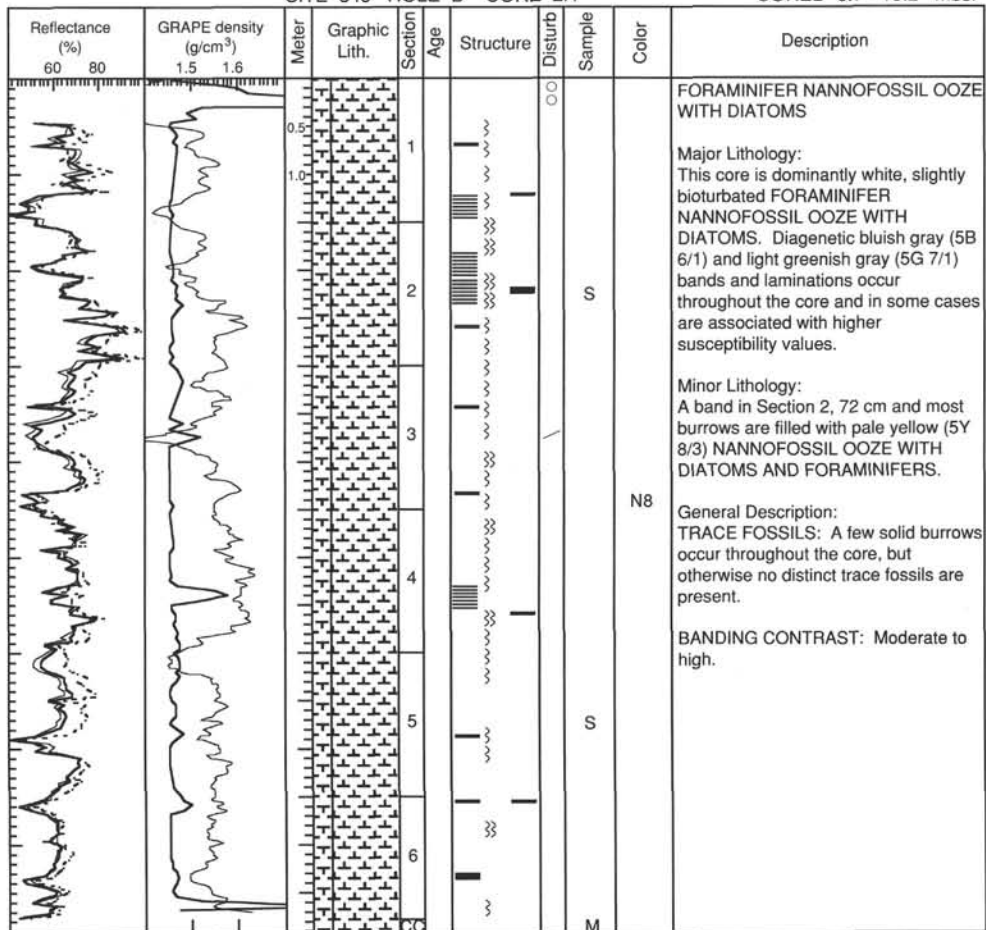 Reflectance
(%)
60 80
GRAPE density
(g/cm3)
1.5 1.6
Meter
Graphic
Lith.
Section
Age
Structure
Disturb
Sample
Color
Description
0.5
1.0
1
2
3
4
5
6
CC
S
S
M
N8
FORAMINIFER NANNOFOSSIL OOZE
WITH DIATOMS
Major Lithology:
This core is dominantly white, slightly
bioturbated FORAMINIFER
NANNOFOSSIL OOZE WITH
DIATOMS. Diagenetic bluish gray (5B
6/1) and light greenish gray (5G 7/1)
bands and laminations occur
throughout the core and in some cases
are associated with higher
susceptibility values.
Minor Lithology:
A band in Section 2, 72 cm and most
burrows are filled with pale yellow (5Y
8/3) NANNOFOSSIL OOZE WITH
DIATOMS AND FORAMINIFERS.
General Description:
TRACE FOSSILS: A few solid burrows
occur throughout the core, but
otherwise no distinct trace fossils are
present.
BANDING CONTRAST: Moderate to
high.